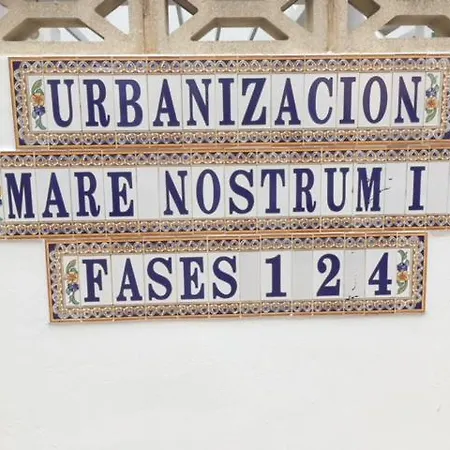 URBANIZACION
MARE NOSTRUM I
FASES 1 2 4